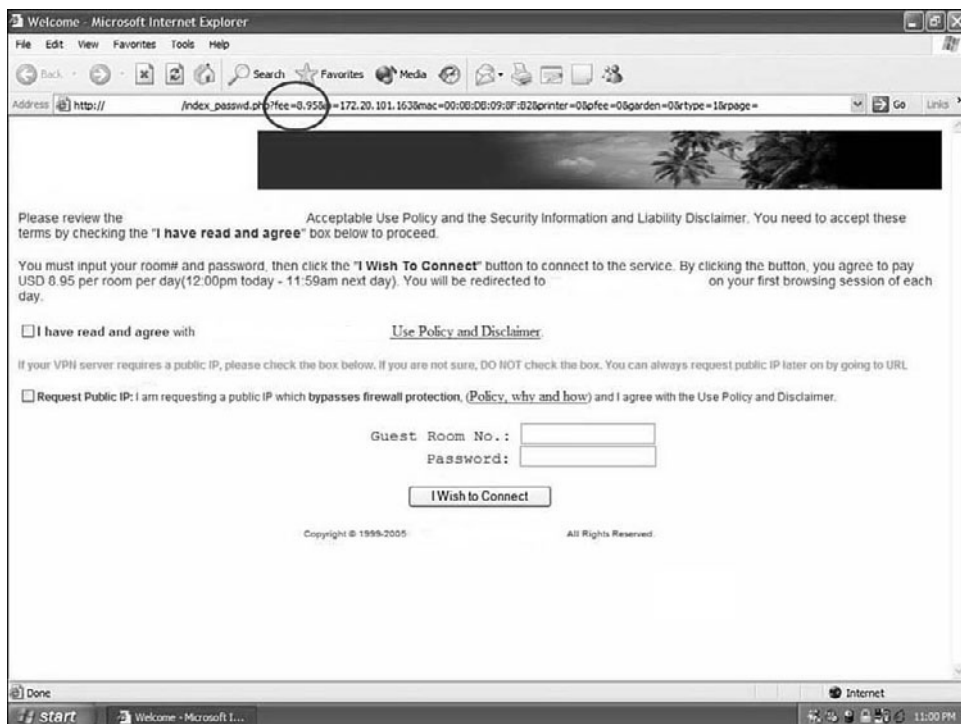 Welcome - Microsoft Internet Explorer
File Edit View Favorites Tools Help
Back Search Favorites Media
Address http:// /index_passwd.php?fee=8.95& =172.20.101.163&mac=00:0B:DB:09:8F:B2&printer=0&pfee=0&garden=0&rtype=1&rpage= Go Links
Please review the Acceptable Use Policy and the Security Information and Liability Disclaimer. You need to accept these
terms by checking the "I have read and agree" box below to proceed.
You must input your room# and password, then click the "I Wish To Connect" button to connect to the service. By clicking the button, you agree to pay
USD 8.95 per room per day(12:00pm today - 11:59am next day). You will be redirected to on your first browsing session of each
day.
I have read and agree with Use Policy and Disclaimer.
If your VPN server requires a public IP, please check the box below. If you are not sure, DO NOT check the box. You can always request public IP later on by going to URL
Request Public IP: I am requesting a public IP which bypasses firewall protection, (Policy, why and how) and I agree with the Use Policy and Disclaimer.
Guest Room No.:
Password:
I Wish to Connect
Copyright © 1999-2005 All Rights Reserved.
Done Internet
start Welcome - Microsoft I... 11:00 PM